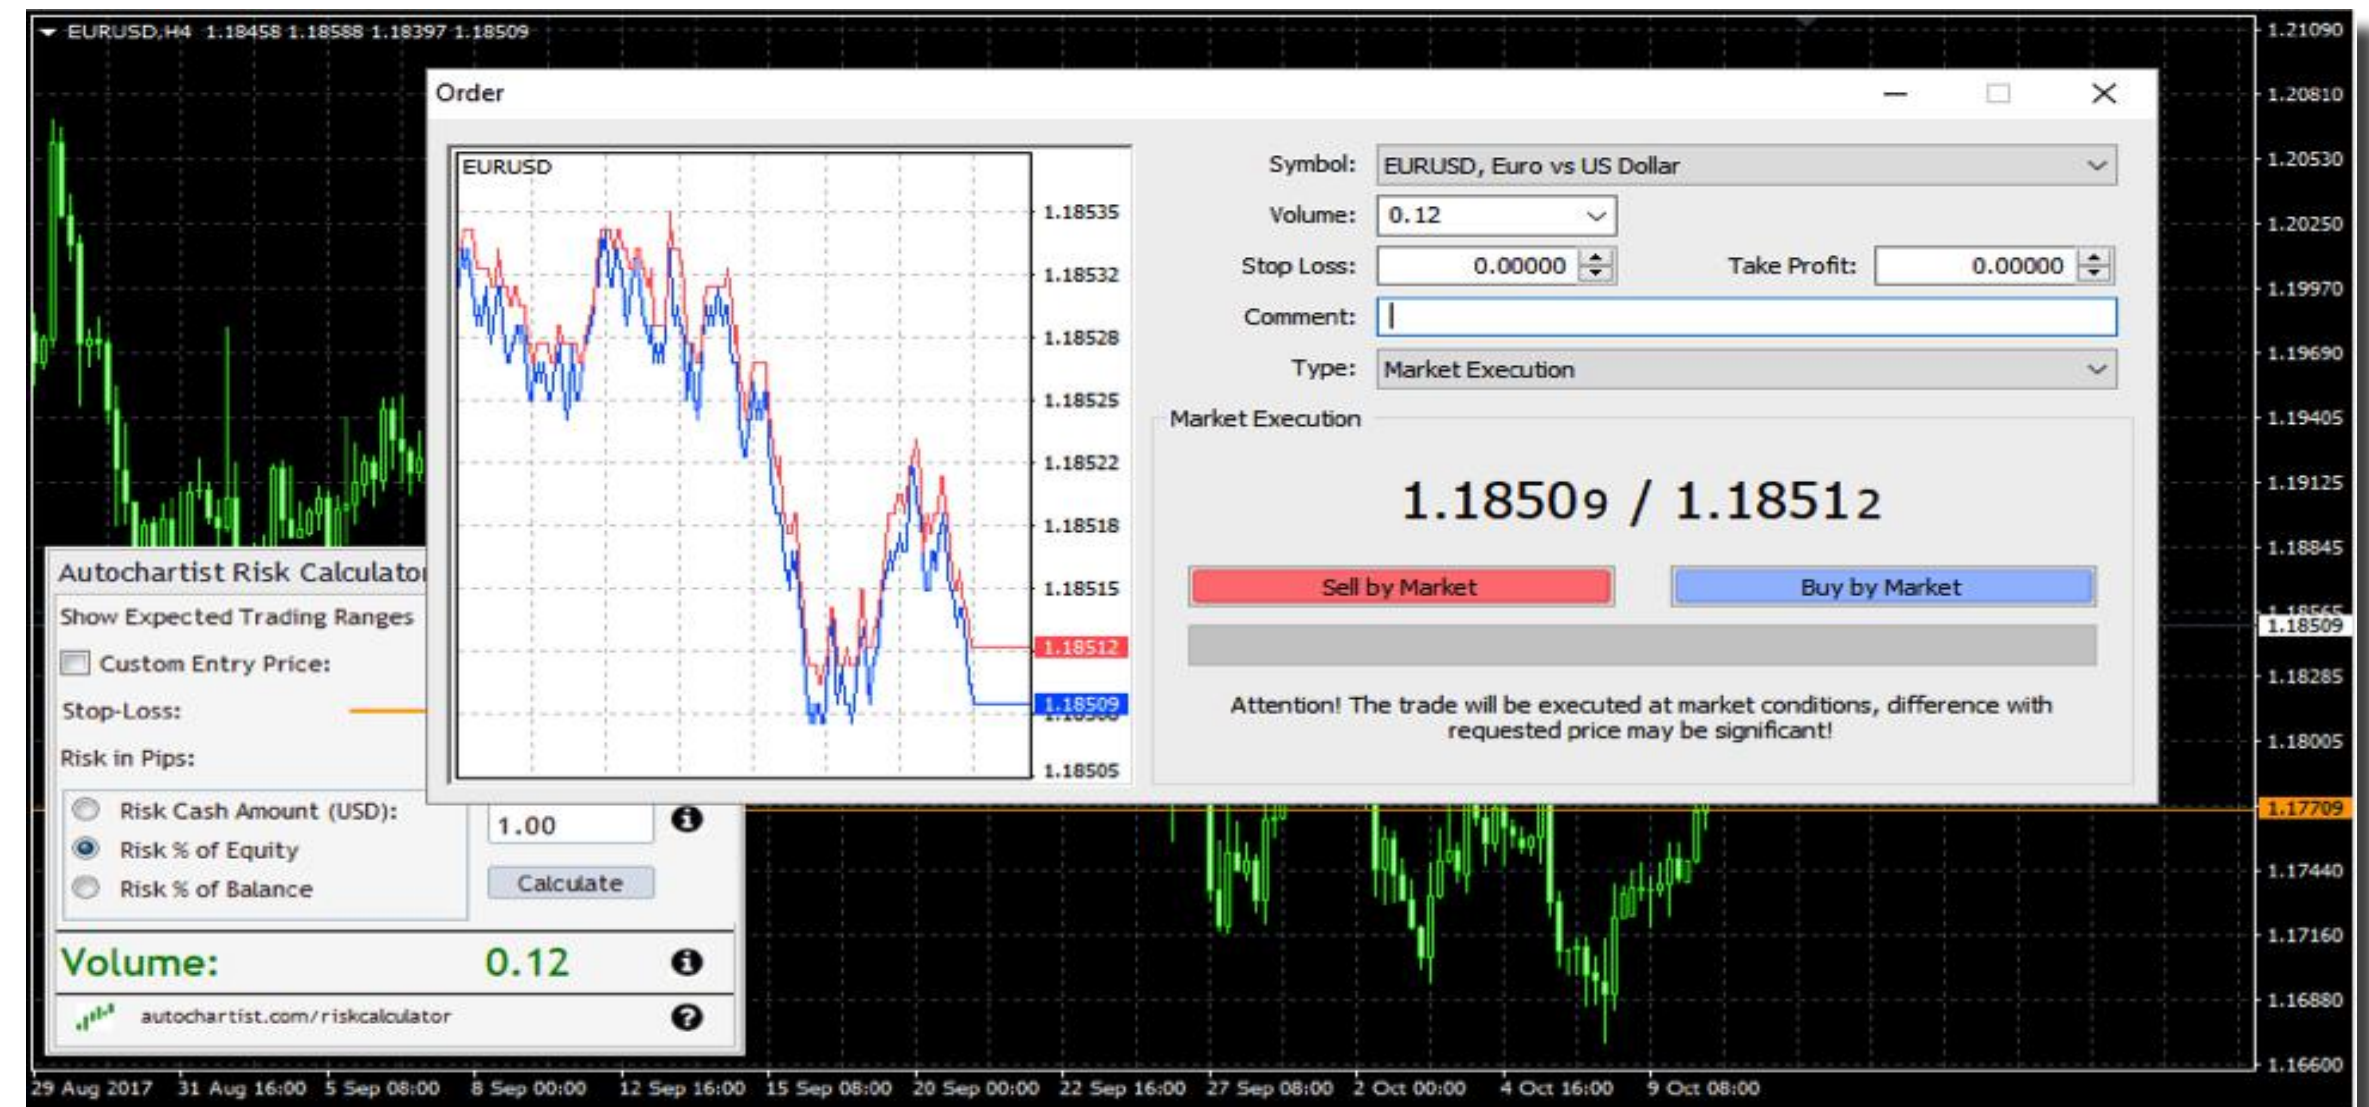 EURUSD,H4 1.18458 1.18588 1.18397 1.18509
Order
EURUSD
1.18535
1.18532
1.18528
1.18525
1.18522
1.18518
1.18515
1.18512
1.18509
1.18505
Symbol: EURUSD, Euro vs US Dollar
Volume: 0.12
Stop Loss: 0.00000 Take Profit: 0.00000
Comment:
Type: Market Execution
Market Execution
1.18509 / 1.18512
Sell by Market Buy by Market
Attention! The trade will be executed at market conditions, difference with
requested price may be significant!
Autochartist Risk Calculator
Show Expected Trading Ranges
Custom Entry Price:
Stop-Loss:
Risk in Pips:
Risk Cash Amount (USD):
Risk % of Equity
Risk % of Balance
1.00
Calculate
Volume: 0.12
autochartist.com/riskcalculator
1.21090
1.20810
1.20530
1.20250
1.19970
1.19690
1.19405
1.19125
1.18845
1.18565
1.18509
1.18285
1.18005
1.17709
1.17440
1.17160
1.16880
1.16600
29 Aug 2017 31 Aug 16:00 5 Sep 08:00 8 Sep 00:00 12 Sep 16:00 15 Sep 08:00 20 Sep 00:00 22 Sep 16:00 27 Sep 08:00 2 Oct 00:00 4 Oct 16:00 9 Oct 08:00